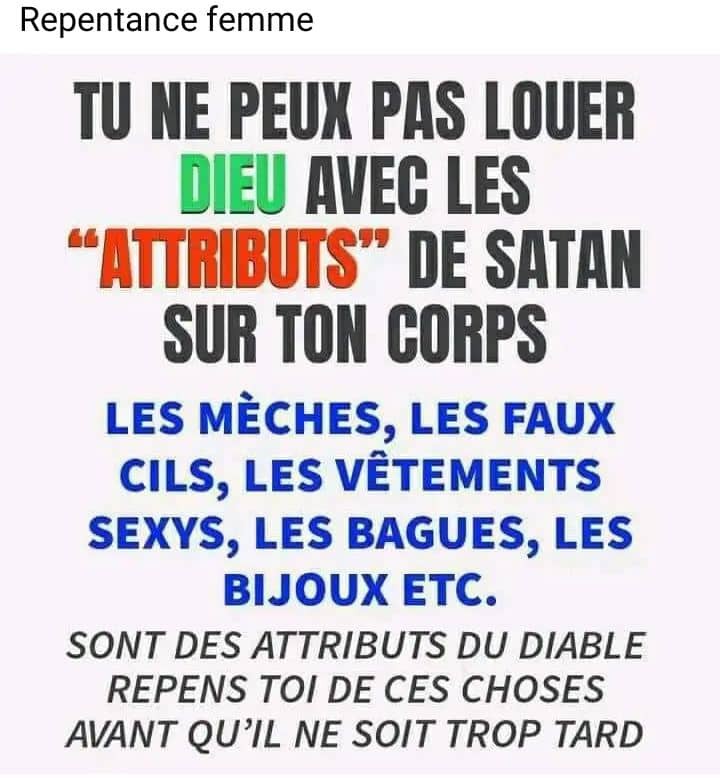 Repentance femme
TU NE PEUX PAS LOUER
DIEU AVEC LES
“ATTRIBUTS” DE SATAN
SUR TON CORPS
LES MÈCHES, LES FAUX
CILS, LES VÊTEMENTS
SEXYS, LES BAGUES, LES
BIJOUX ETC.
SONT DES ATTRIBUTS DU DIABLE
REPENS TOI DE CES CHOSES
AVANT QU’IL NE SOIT TROP TARD